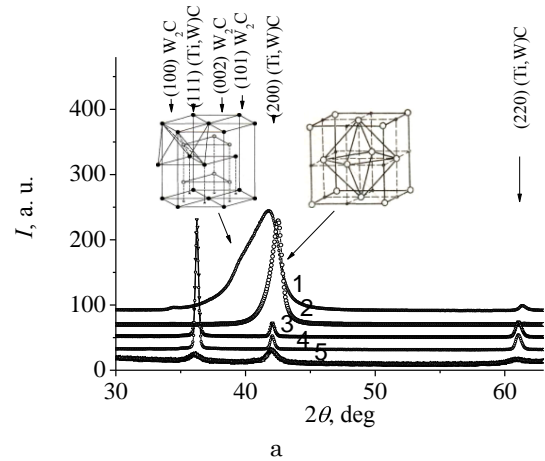 (100) W2C
(111) (Ti,W)C
(002) W2C
(101) W2C
(200) (Ti,W)C
(220) (Ti,W)C
400
300
200
100
0
I, a. u.
1
2
3
4
5
30
40
50
60
2θ, deg
a